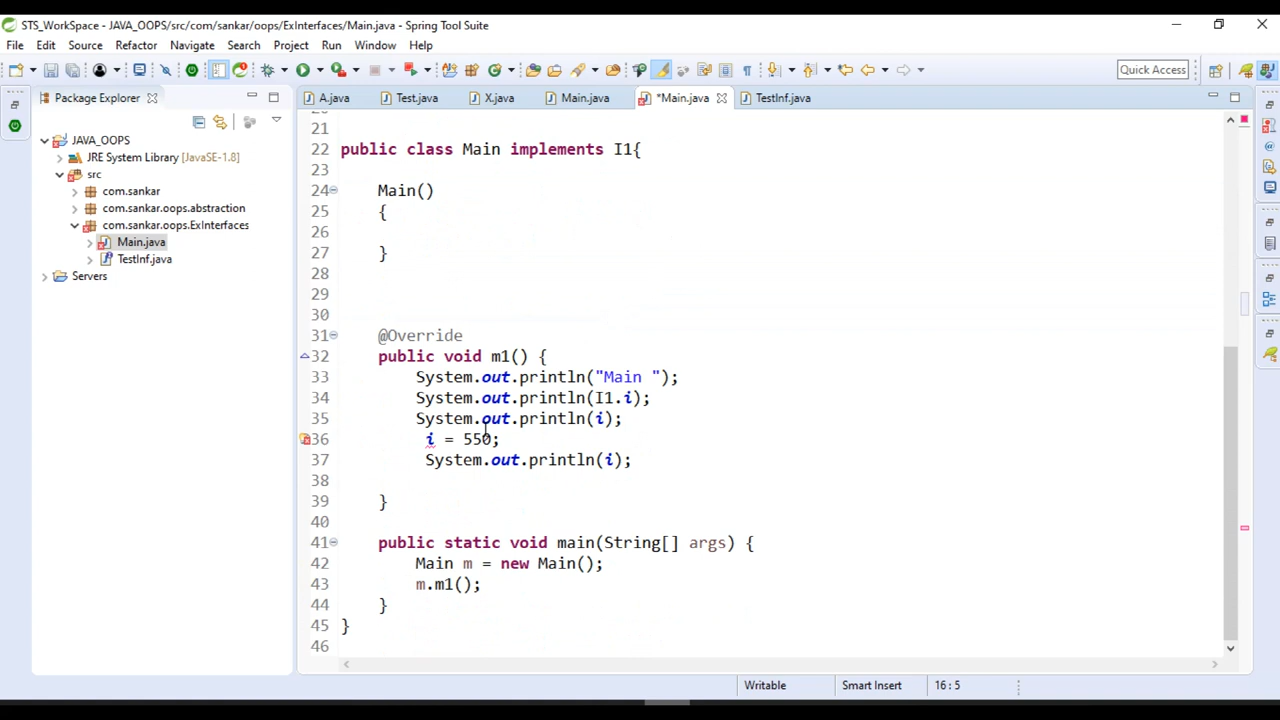 STS_WorkSpace - JAVA_OOPS/src/com/sankar/oops/ExInterfaces/Main.java - Spring Tool Suite
File Edit Source Refactor Navigate Search Project Run Window Help
Quick Access
Package Explorer
A.java Test.java X.java Main.java *Main.java TestInf.java
JAVA_OOPS
JRE System Library [JavaSE-1.8]
src
com.sankar
com.sankar.oops.abstraction
com.sankar.oops.ExInterfaces
Main.java
TestInf.java
Servers
20
21
22 public class Main implements I1{
23
24 Main()
25 {
26
27 }
28
29
30
31 @Override
32 public void m1() {
33 System.out.println("Main ");
34 System.out.println(I1.i);
35 System.out.println(i);
36 i = 550;
37 System.out.println(i);
38
39 }
40
41 public static void main(String[] args) {
42 Main m = new Main();
43 m.m1();
44 }
45 }
46
Writable Smart Insert 16 : 5